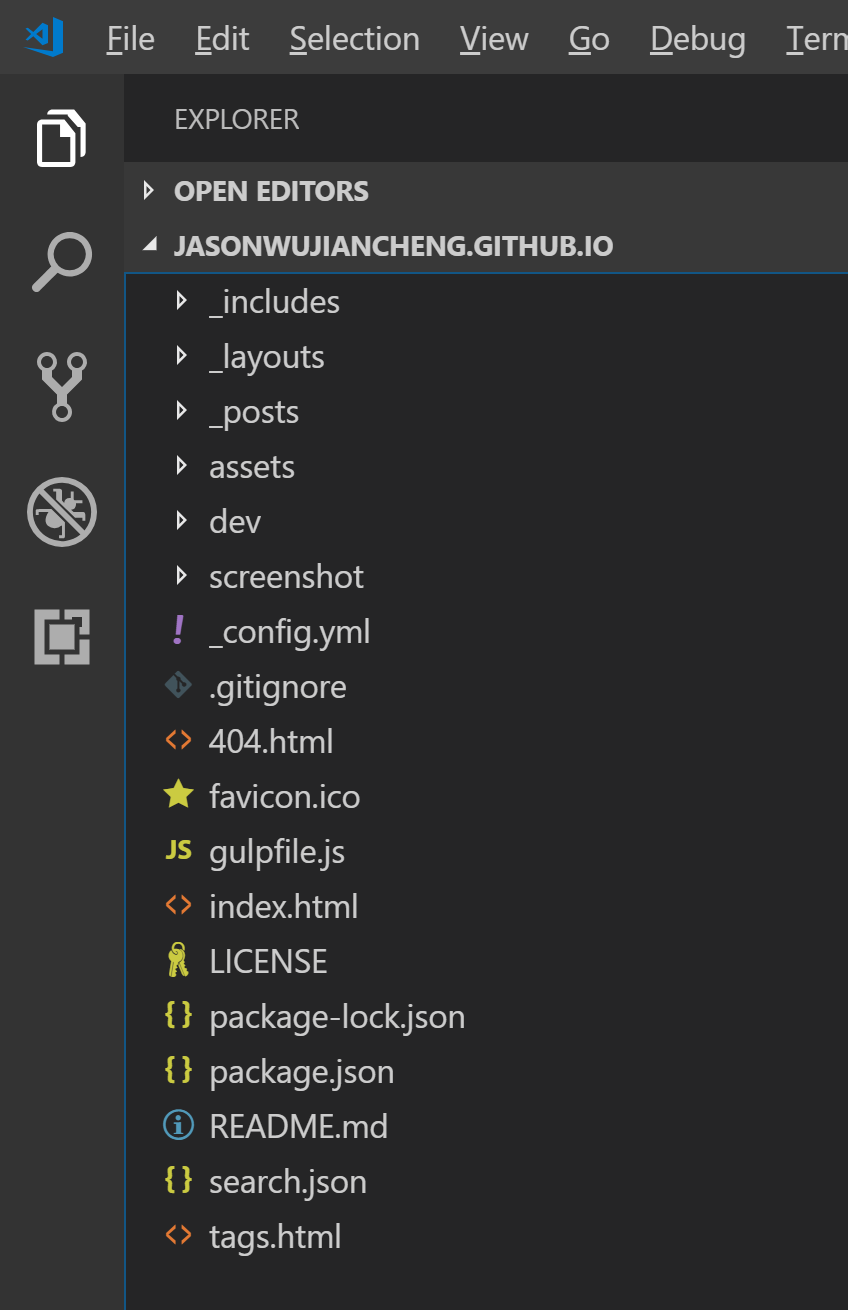 File Edit Selection View Go Debug
EXPLORER
OPEN EDITORS
JASONWUJIANCHENG.GITHUB.IO
_includes
_layouts
_posts
assets
dev
screenshot
_config.yml
.gitignore
404.html
favicon.ico
JS gulpfile.js
index.html
LICENSE
{ } package-lock.json
{ } package.json
README.md
{ } search.json
tags.html